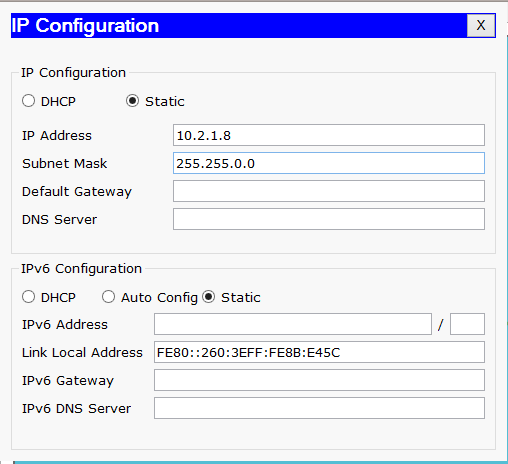 IP Configuration X
IP Configuration
DHCP Static
IP Address 10.2.1.8
Subnet Mask 255.255.0.0
Default Gateway
DNS Server
IPv6 Configuration
DHCP Auto Config Static
IPv6 Address /
Link Local Address FE80::260:3EFF:FE8B:E45C
IPv6 Gateway
IPv6 DNS Server